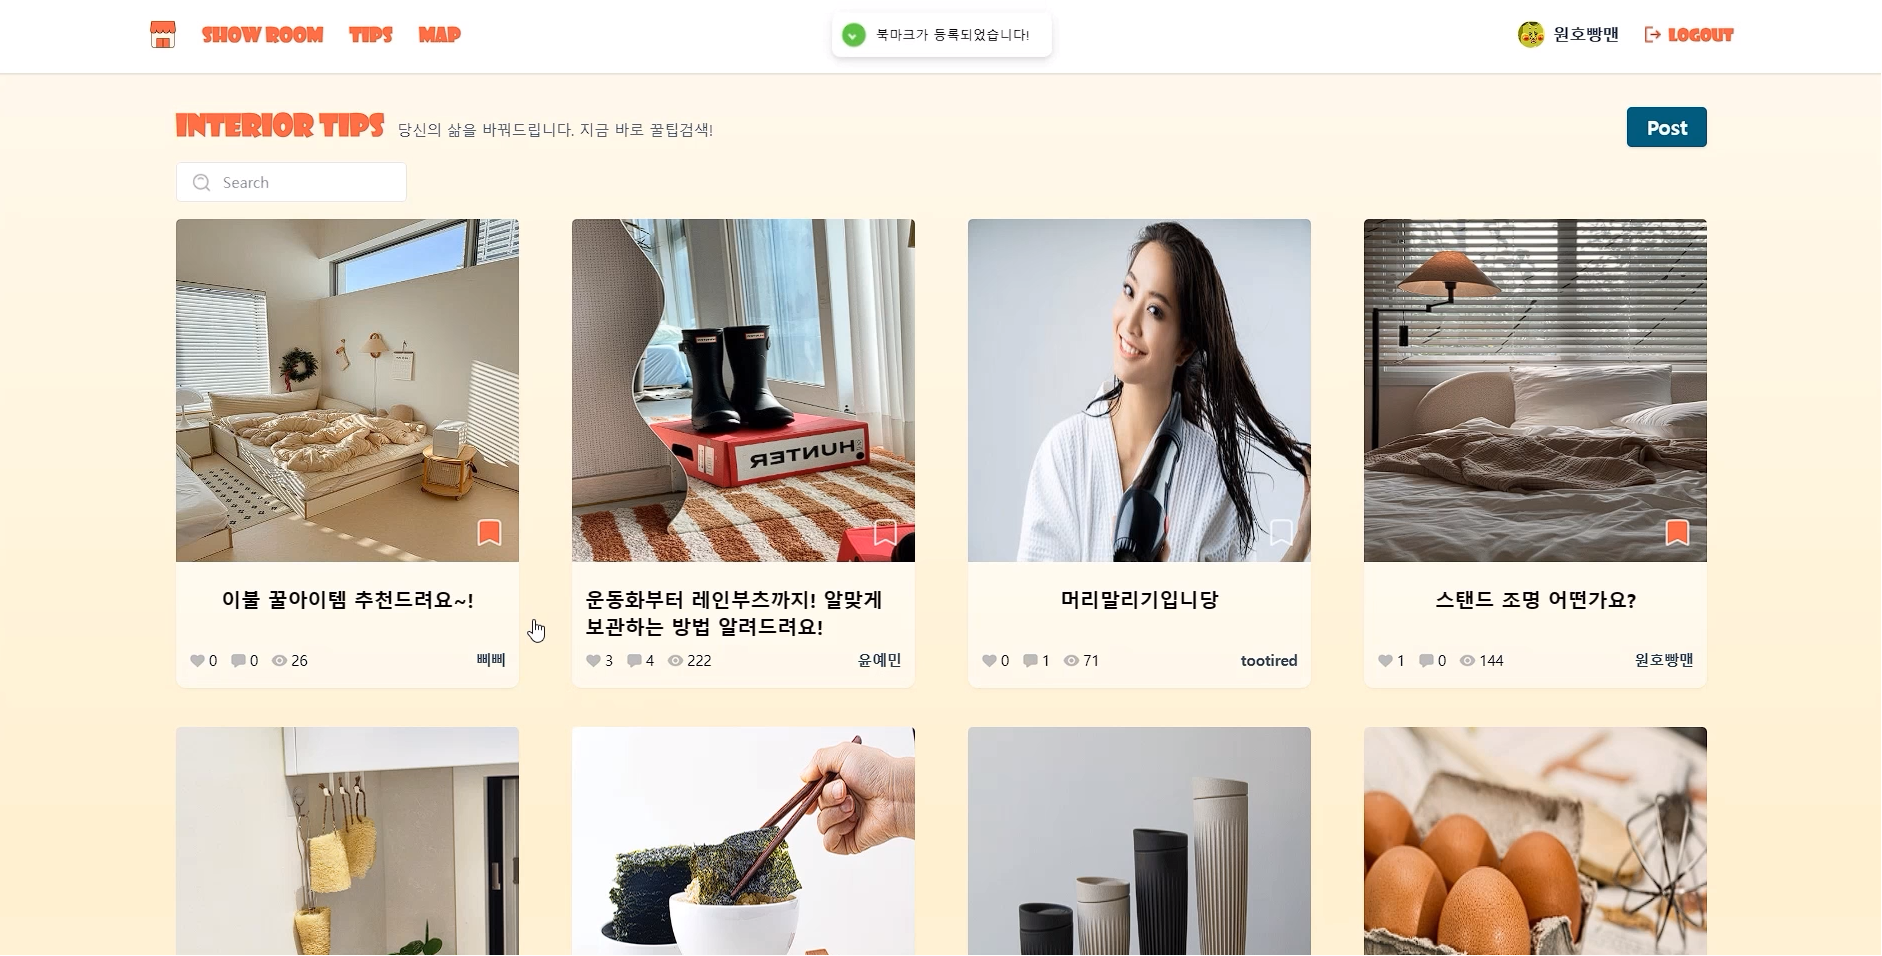 SHOW ROOM TIPS MAP
북마크가 등록되었습니다!
원호빵맨 LOGOUT
INTERIOR TIPS 당신의 삶을 바꿔드립니다. 지금 바로 꿀팁검색!
Post
Search
HUNTER
이불 꿀아이템 추천드려요~!
0 0 26 삐삐
운동화부터 레인부츠까지! 알맞게
보관하는 방법 알려드려요!
3 4 222 윤예민
머리말리기입니당
0 1 71 tootired
스탠드 조명 어떤가요?
1 0 144 원호빵맨